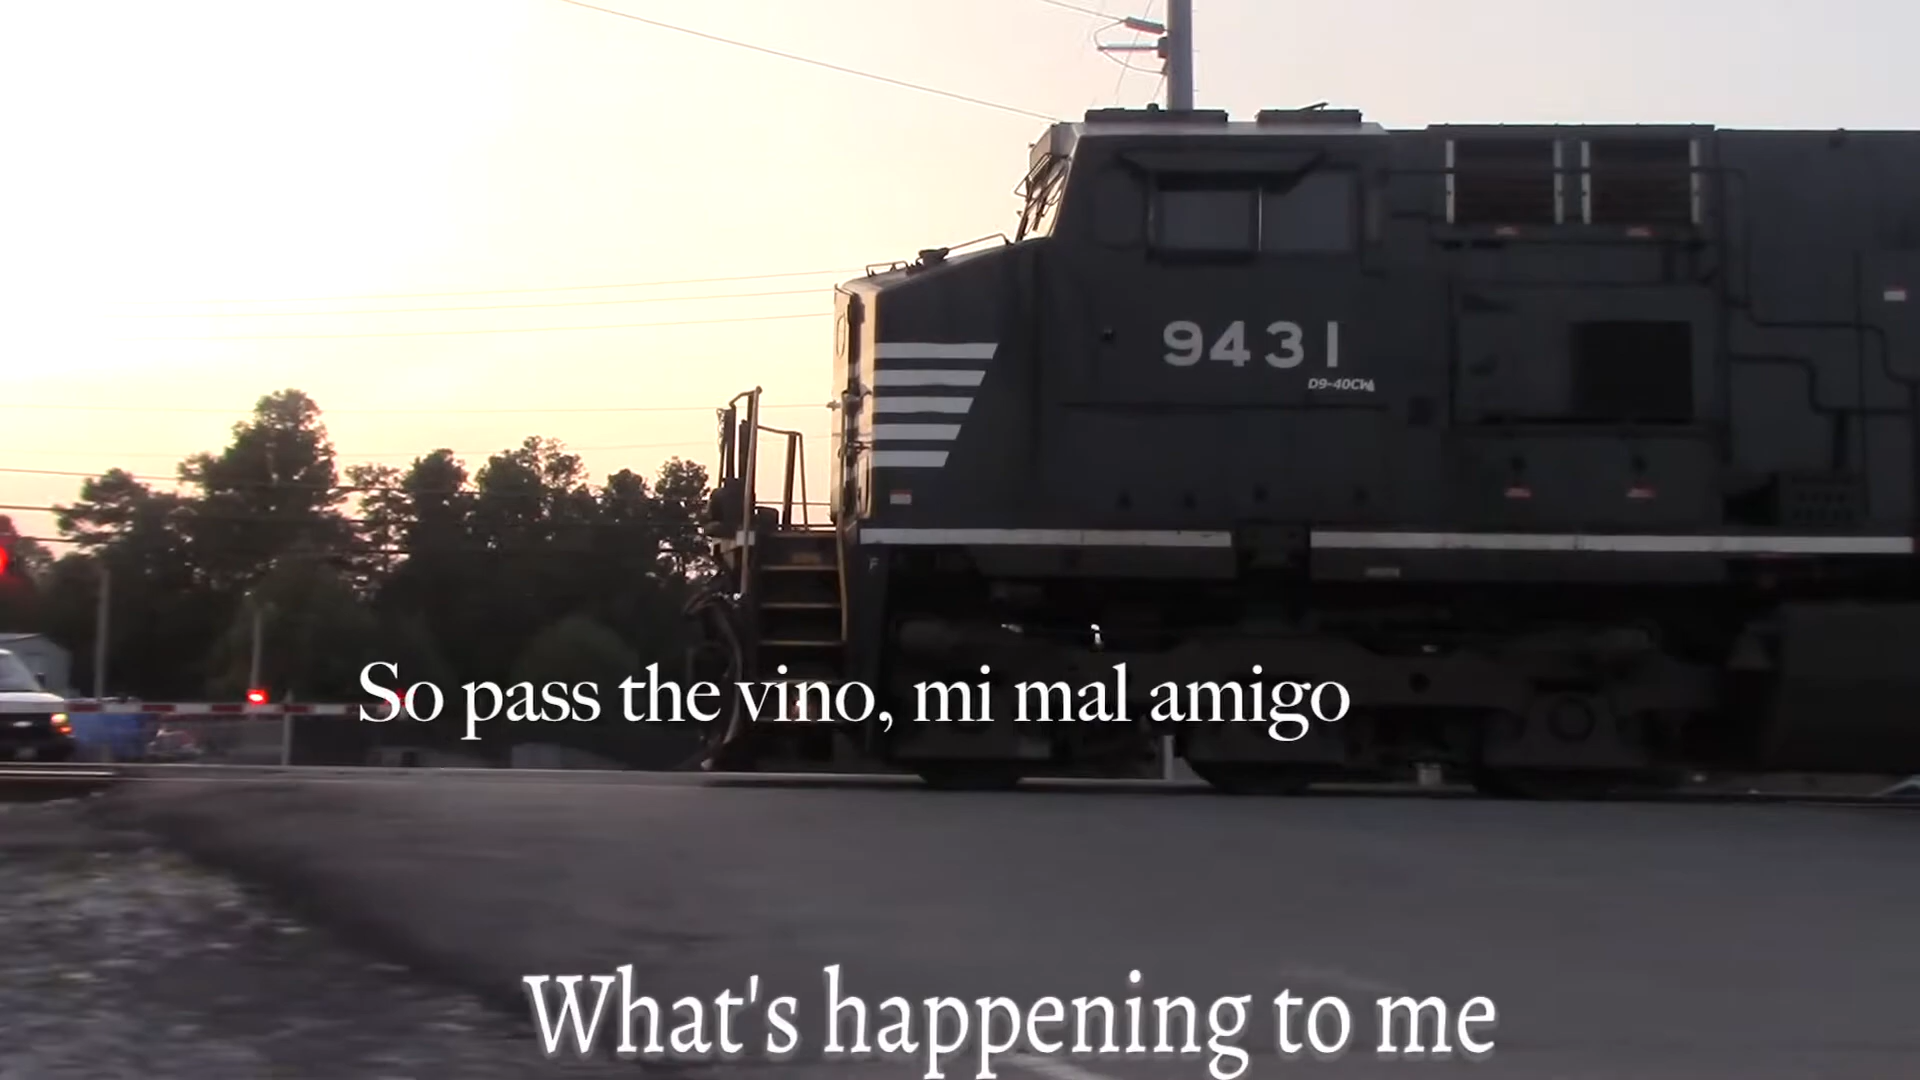 9431
D9-40CW
F
So pass the vino, mi mal amigo
What's happening to me